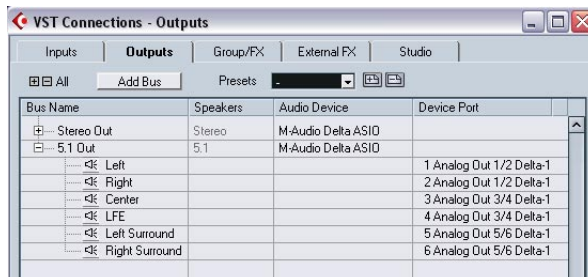 VST Connections - Outputs
Inputs Outputs Group/FX External FX Studio
All Add Bus Presets -
Bus Name Speakers Audio Device Device Port
Stereo Out Stereo M-Audio Delta ASIO
5.1 Out 5.1 M-Audio Delta ASIO
Left 1 Analog Out 1/2 Delta-1
Right 2 Analog Out 1/2 Delta-1
Center 3 Analog Out 3/4 Delta-1
LFE 4 Analog Out 3/4 Delta-1
Left Surround 5 Analog Out 5/6 Delta-1
Right Surround 6 Analog Out 5/6 Delta-1